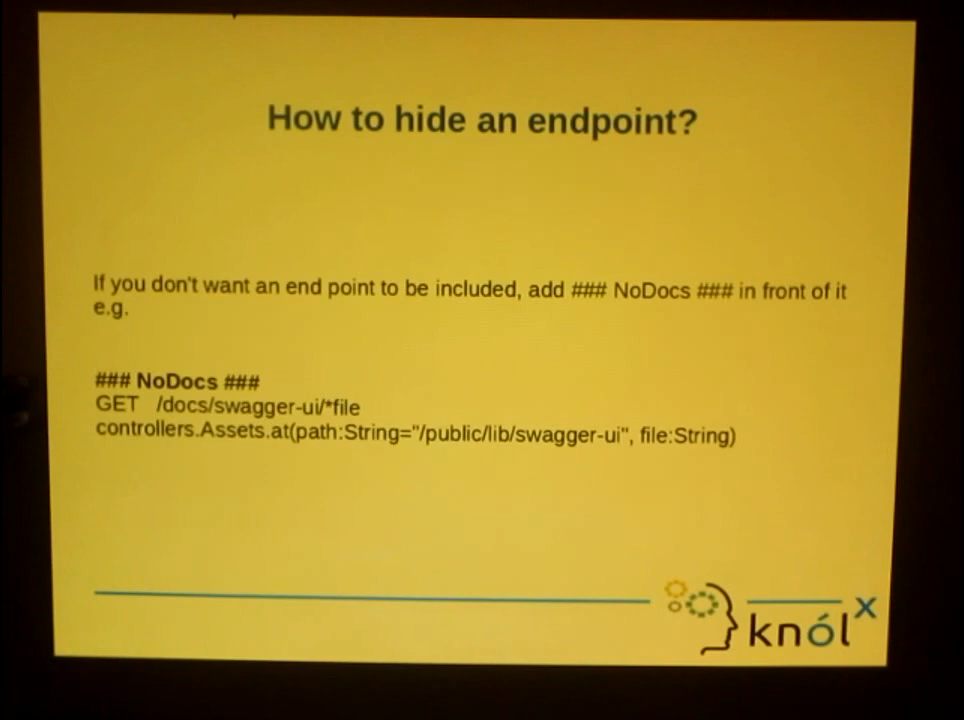 How to hide an endpoint?
If you don't want an end point to be included, add ### NoDocs ### in front of it
e.g.
### NoDocs ###
GET /docs/swagger-ui/*file
controllers.Assets.at(path:String="/public/lib/swagger-ui", file:String)
knól x